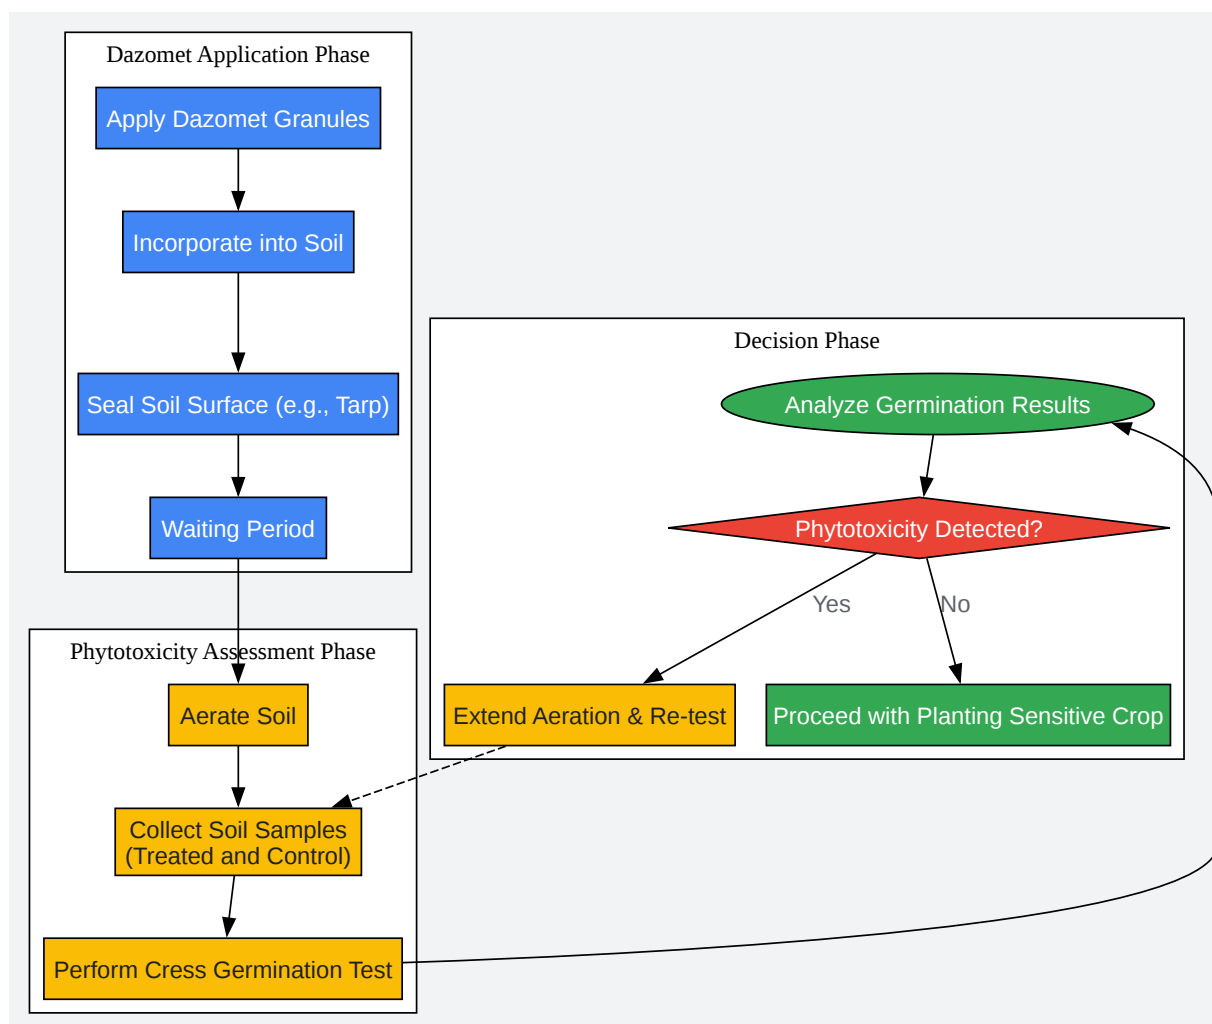 Dazomet Application Phase
Apply Dazomet Granules
Incorporate into Soil
Seal Soil Surface (e.g., Tarp)
Waiting Period
Phytotoxicity Assessment Phase
Aerate Soil
Collect Soil Samples
(Treated and Control)
Perform Cress Germination Test
Decision Phase
Analyze Germination Results
Phytotoxicity Detected?
Yes
No
Extend Aeration & Re-test
Proceed with Planting Sensitive Crop